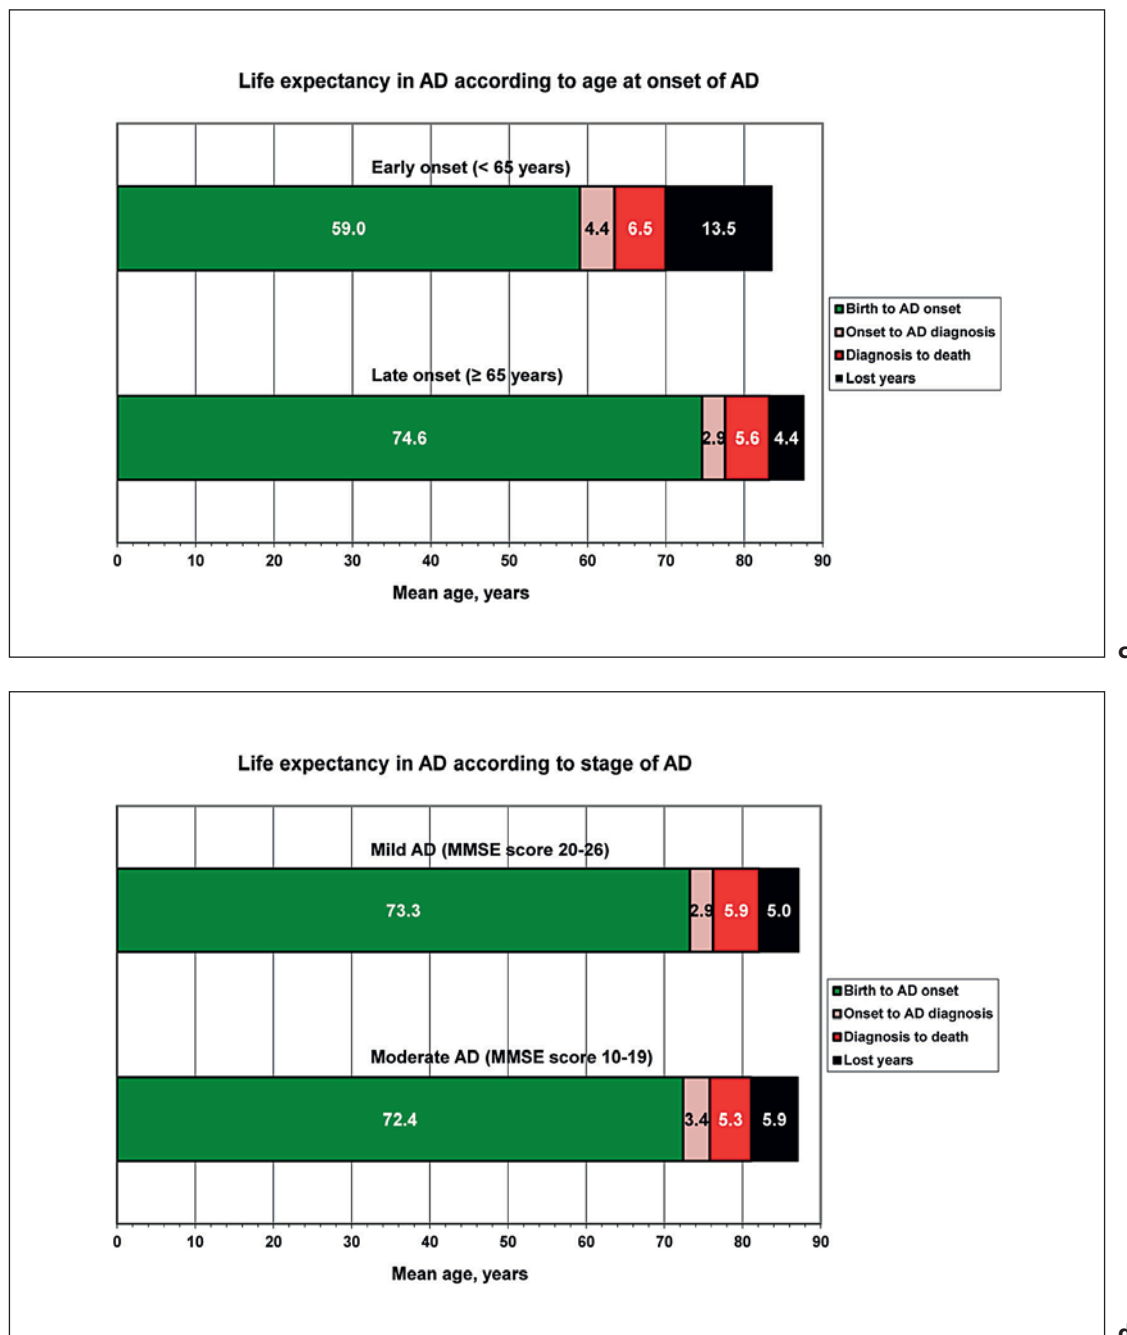 Life expectancy in AD according to age at onset of AD
Early onset (< 65 years)
59.0 4.4 6.5 13.5
Late onset (≥ 65 years)
74.6 2.9 5.6 4.4
Birth to AD onset
Onset to AD diagnosis
Diagnosis to death
Lost years
0 10 20 30 40 50 60 70 80 90
Mean age, years
Life expectancy in AD according to stage of AD
Mild AD (MMSE score 20-26)
73.3 2.9 5.9 5.0
Moderate AD (MMSE score 10-19)
72.4 3.4 5.3 5.9
Birth to AD onset
Onset to AD diagnosis
Diagnosis to death
Lost years
0 10 20 30 40 50 60 70 80 90
Mean age, years